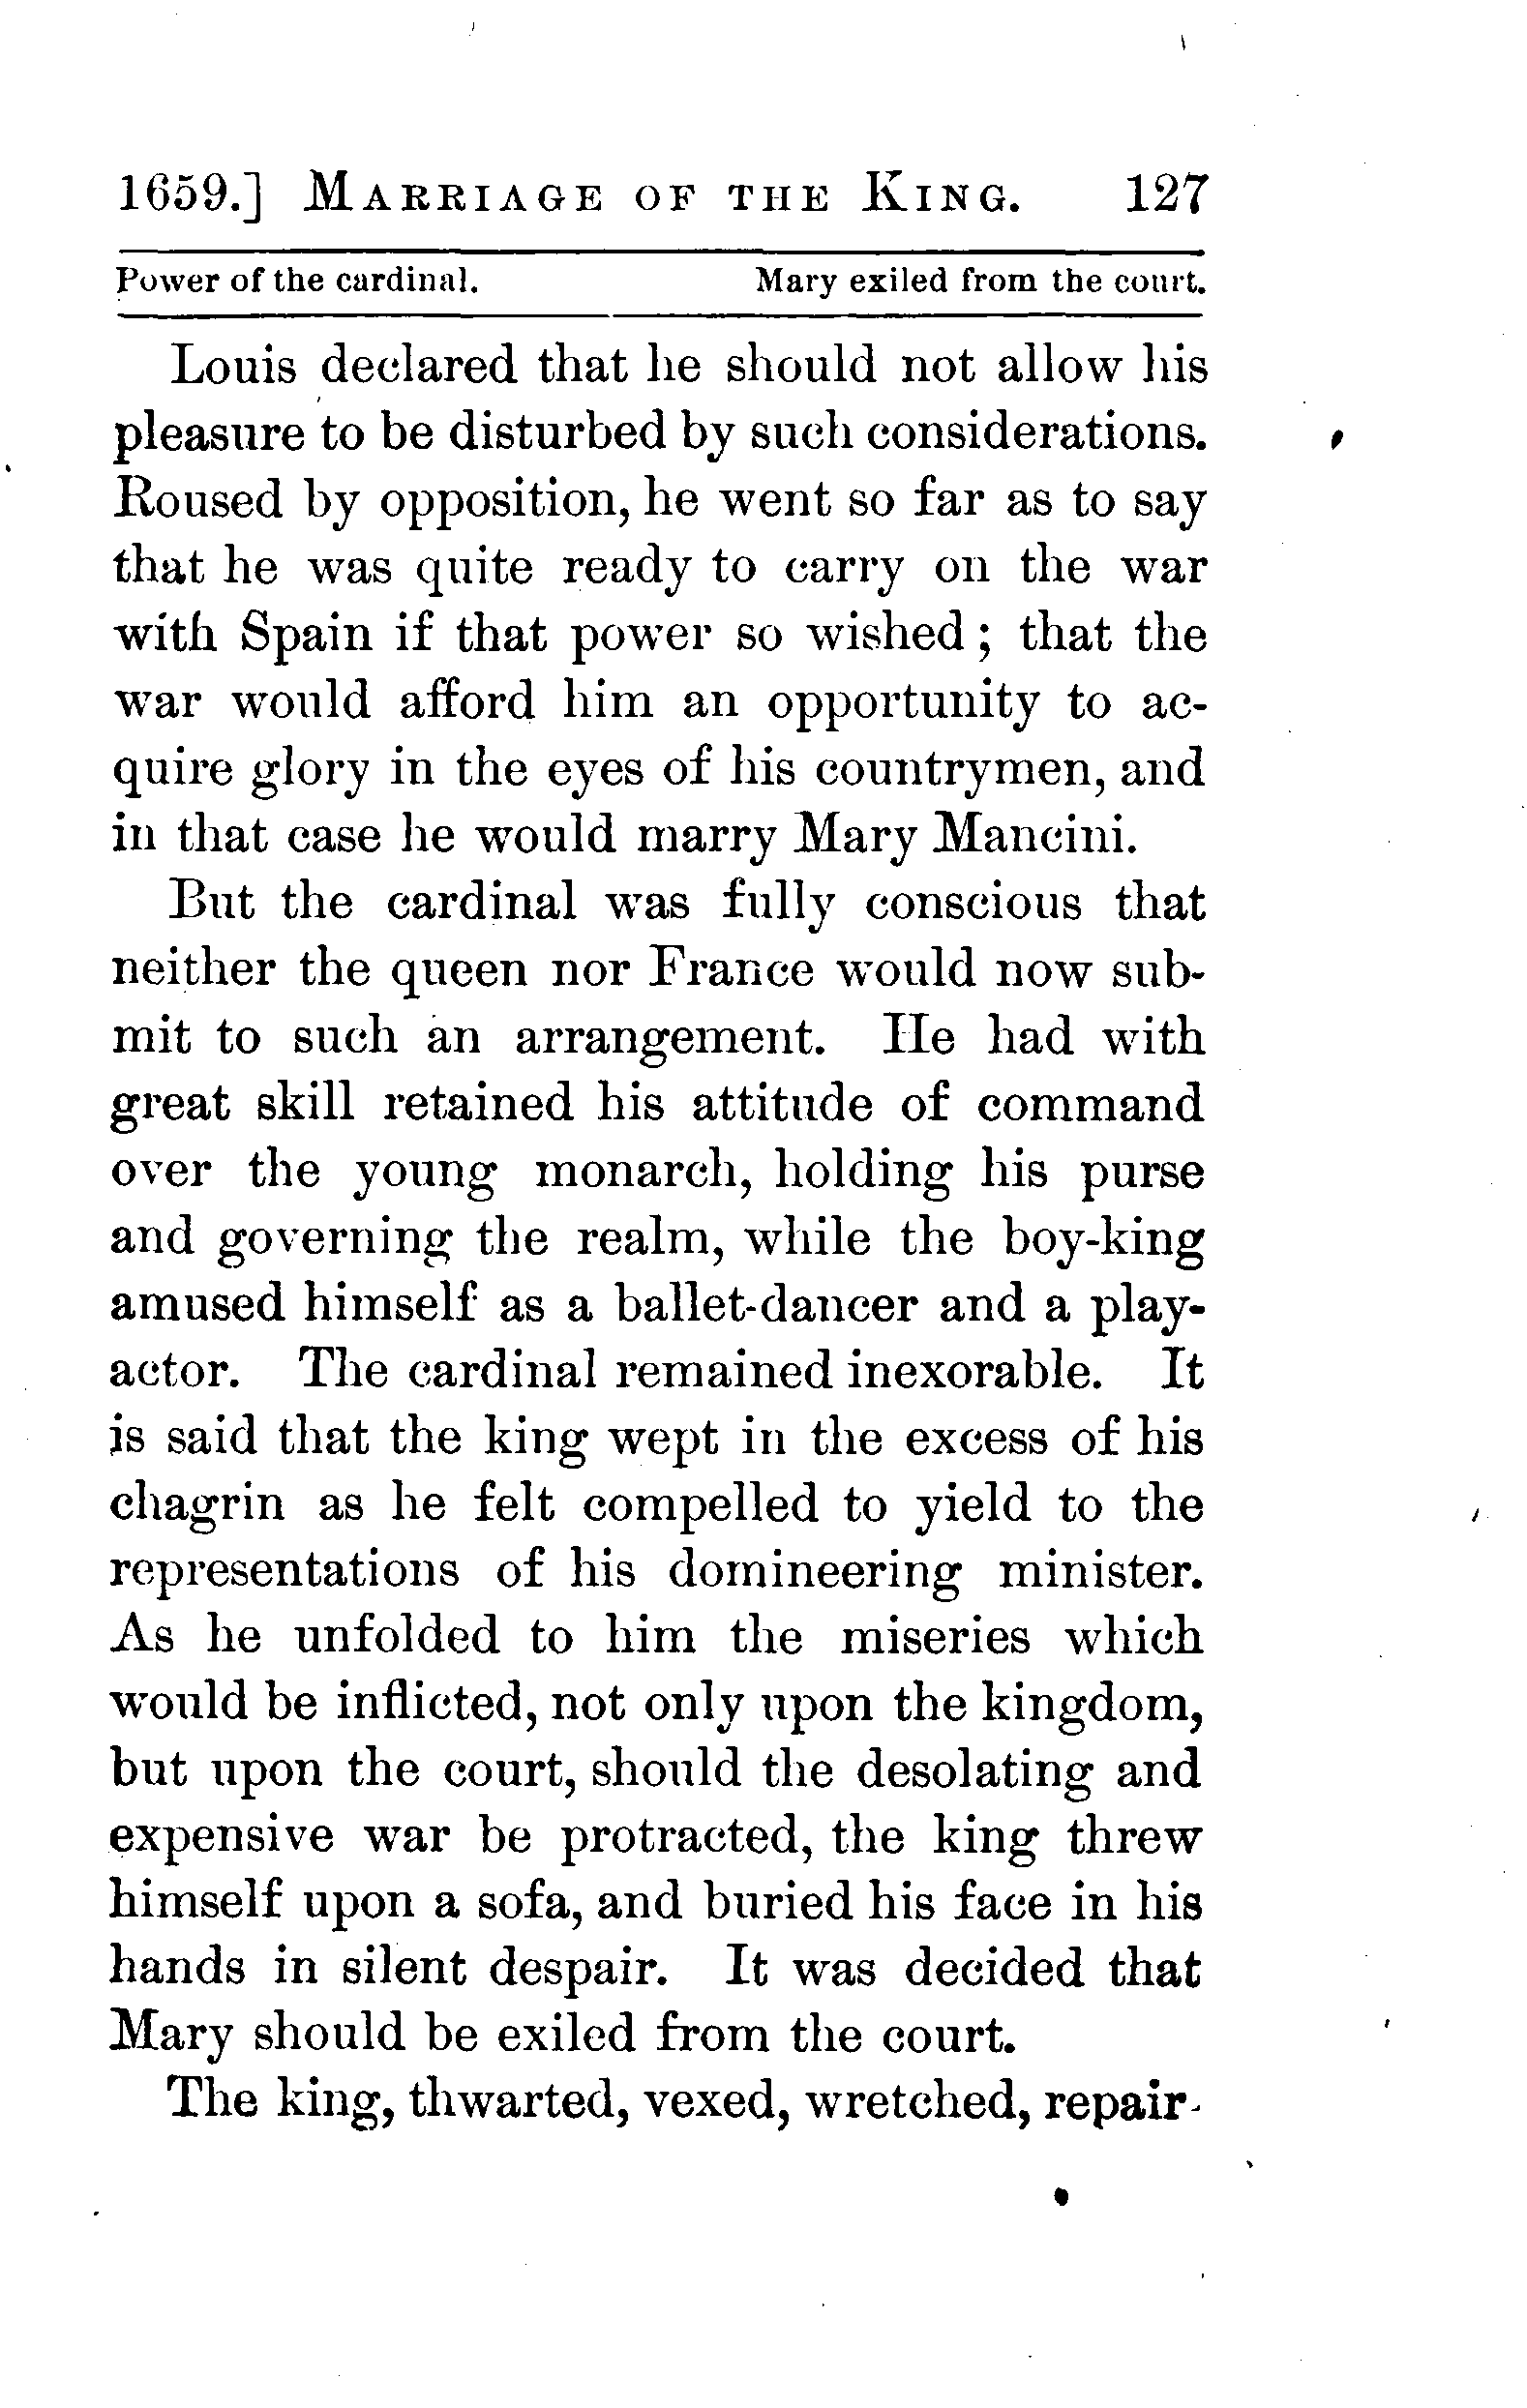 1659.] Marriage of the King. 127
Power of the cardinal. Mary exiled from the court.
Louis declared that he should not allow his
pleasure to be disturbed by such considerations.
Roused by opposition, he went so far as to say
that he was quite ready to carry on the war
with Spain if that power so wished; that the
war would afford him an opportunity to ac-
quire glory in the eyes of his countrymen, and
in that case he would marry Mary Mancini.
But the cardinal was fully conscious that
neither the queen nor France would now sub-
mit to such an arrangement. He had with
great skill retained his attitude of command
over the young monarch, holding his purse
and governing the realm, while the boy-king
amused himself as a ballet-dancer and a play-
actor. The cardinal remained inexorable. It
is said that the king wept in the excess of his
chagrin as he felt compelled to yield to the
representations of his domineering minister.
As he unfolded to him the miseries which
would be inflicted, not only upon the kingdom,
but upon the court, should the desolating and
expensive war be protracted, the king threw
himself upon a sofa, and buried his face in his
hands in silent despair. It was decided that
Mary should be exiled from the court.
The king, thwarted, vexed, wretched, repair-